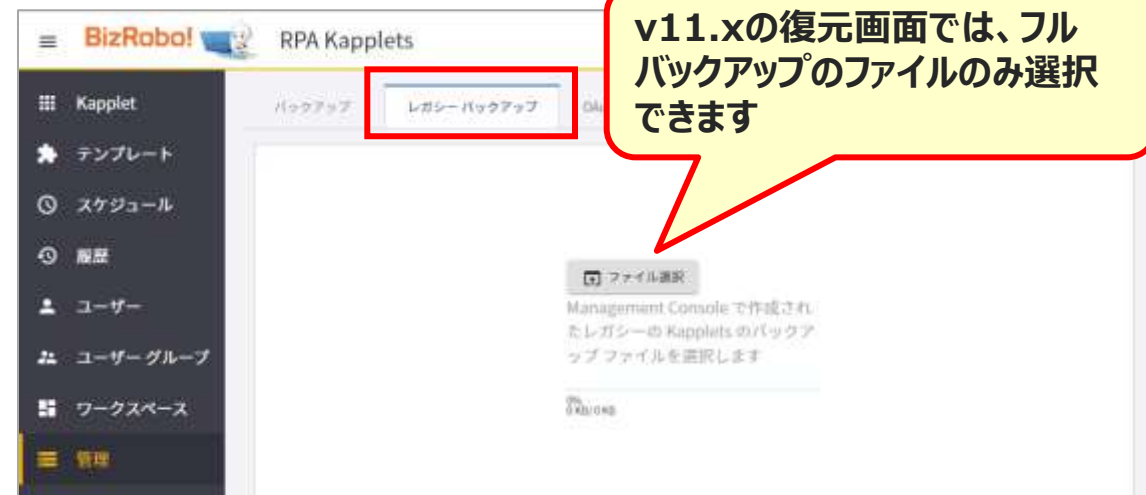 BizRobo!
RPA Kapplets
v11.xの復元画面では、フル
バックアップのファイルのみ選択
できます
Kapplet
バックアップ
レガシー バックアップ
テンプレート
スケジュール
履歴
ユーザー
ユーザー グループ
ワークスペース
管理
ファイル選択
Management Console で作成され
たレガシーの Kapplets のバックア
ップ ファイルを選択します
0%
0 KB/0 KB